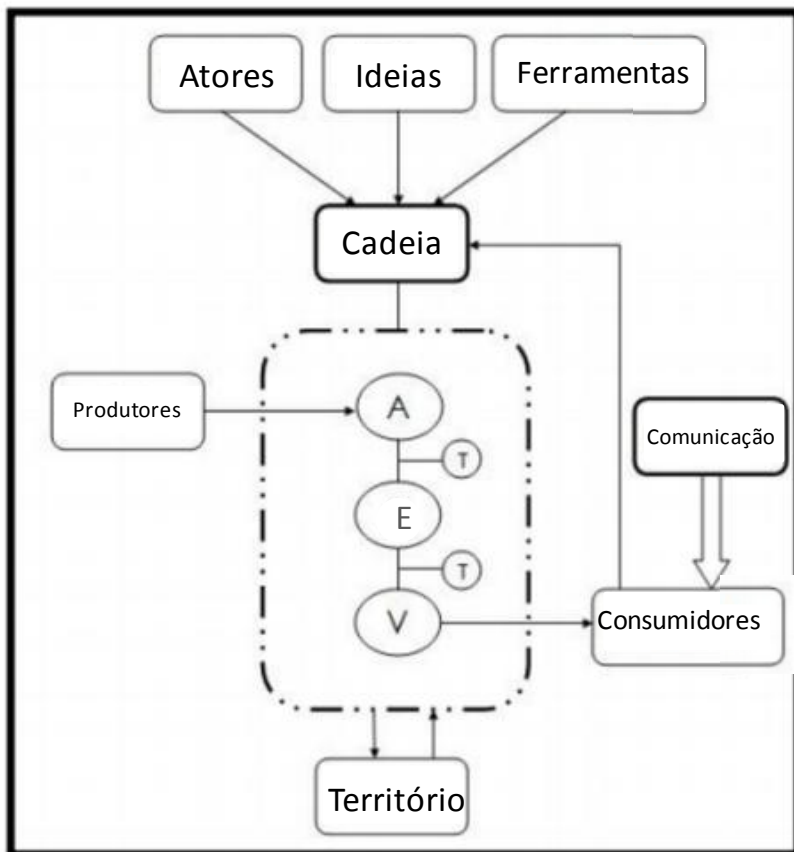 Atores
Ideias
Ferramentas
Cadeia
Produtores
A
T
Comunicação
E
T
V
Consumidores
Território